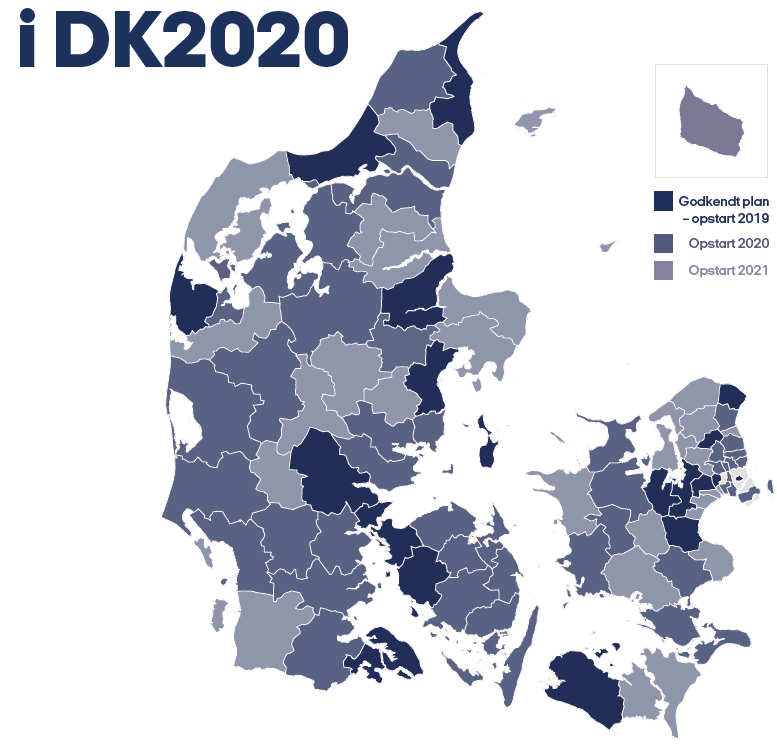 i DK2020
Godkendt plan
– opstart 2019
Opstart 2020
Opstart 2021